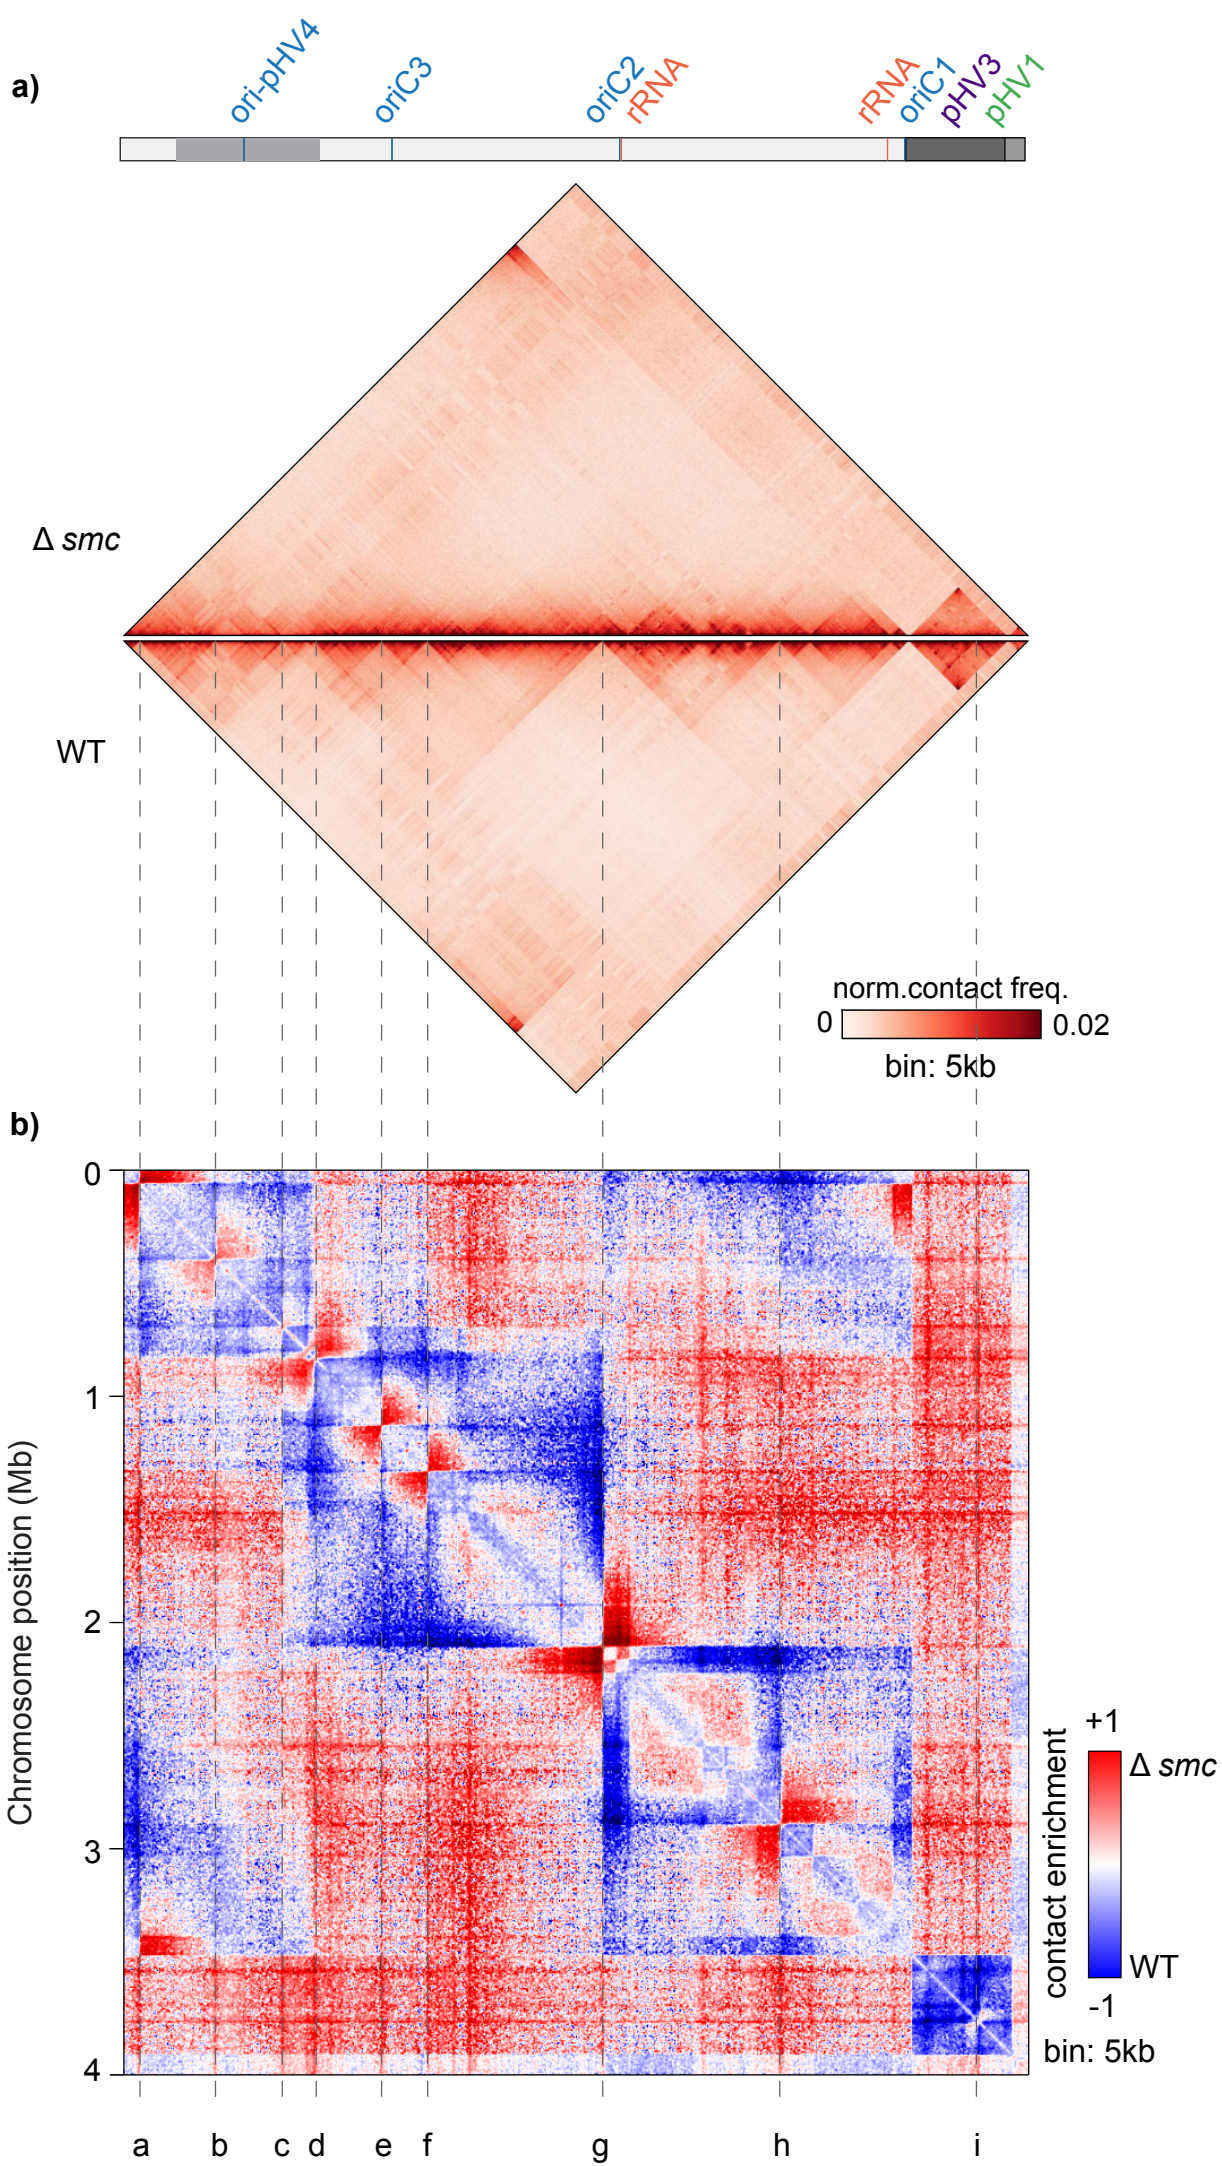 a)
ori-pHV4
oriC3
oriC2
rRNA
rRNA
oriC1
pHV3
pHV1
Δ smc
WT
norm.contact freq.
0
0.02
bin: 5kb
b)
0
1
2
3
4
Chromosome position (Mb)
+1
Δ smc
contact enrichment
WT
-1
bin: 5kb
a b c d e f g h i